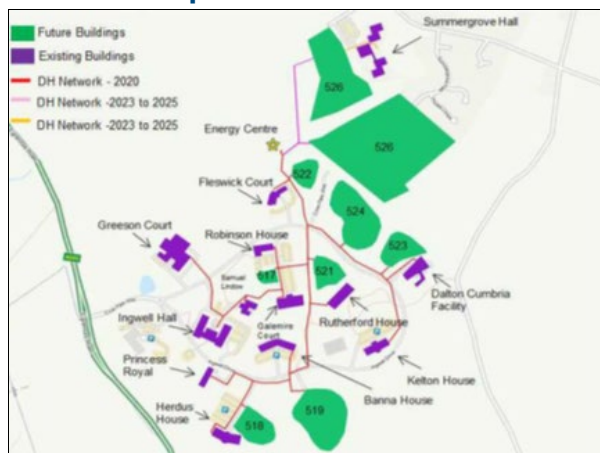 Future Buildings
Existing Buildings
DH Network - 2020
DH Network -2023 to 2025
DH Network -2023 to 2025
Summergrove Hall
526
Energy Centre
526
522
Fleswick Court
524
Greeson Court
Robinson House
523
517
521
Samuel
Lindow
Dalton Cumbria
Facility
Ingwell Hall
Galemire
Court
Rutherford House
Princess
Royal
Kelton House
Banna House
Herdus
House
518
519